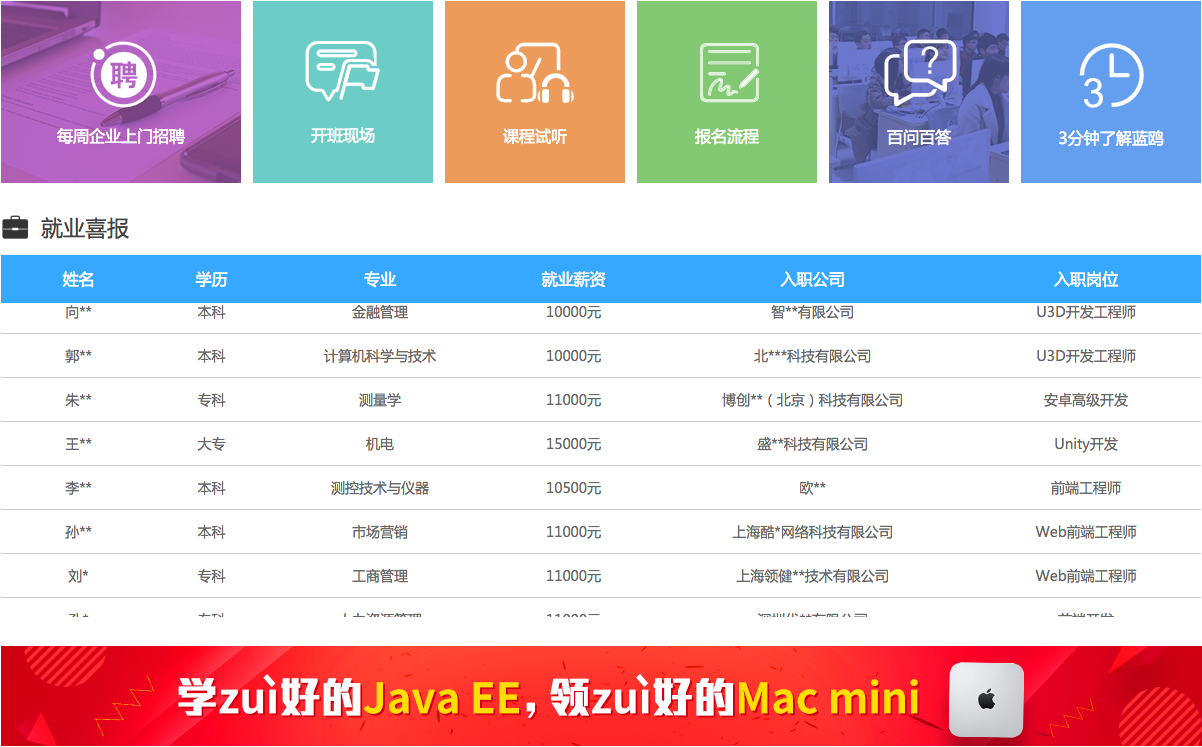 聘
每周企业上门招聘
开班现场
课程试听
报名流程
?
百问百答
3
3分钟了解蓝鸥
就业喜报
姓名 学历 专业 就业薪资 入职公司 入职岗位
向** 本科 金融管理 10000元 智**有限公司 U3D开发工程师
郭** 本科 计算机科学与技术 10000元 北***科技有限公司 U3D开发工程师
朱** 专科 测量学 11000元 博创**（北京）科技有限公司 安卓高级开发
王** 大专 机电 15000元 盛**科技有限公司 Unity开发
李** 本科 测控技术与仪器 10500元 欧** 前端工程师
孙** 本科 市场营销 11000元 上海酷*网络科技有限公司 Web前端工程师
刘* 专科 工商管理 11000元 上海领健**技术有限公司 Web前端工程师
学zuì好的Java EE，领zuì好的Mac mini